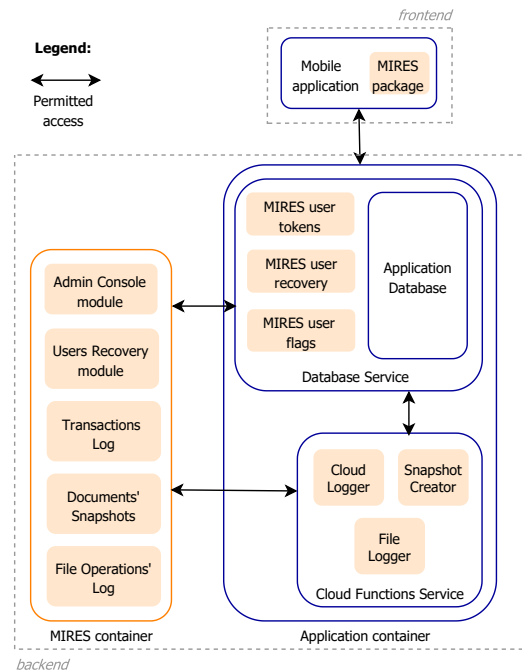 frontend
Legend:
Permitted
access
Mobile
application
MIRES
package
MIRES user
tokens
MIRES user
recovery
MIRES user
flags
Application
Database
Database Service
Admin Console
module
Users Recovery
module
Transactions
Log
Documents'
Snapshots
File Operations'
Log
Cloud
Logger
Snapshot
Creator
File
Logger
Cloud Functions Service
MIRES container
Application container
backend